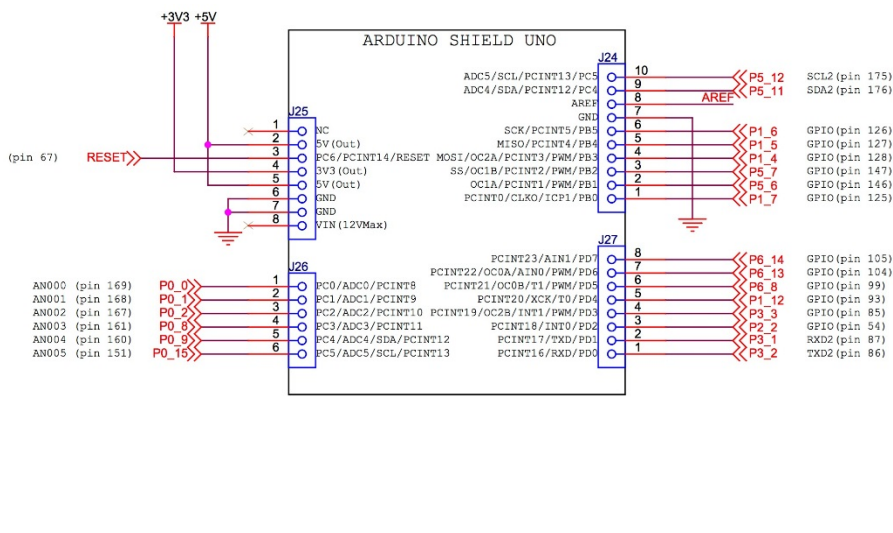 +3V3 +5V
ARDUINO SHIELD UNO
J24
ADC5/SCL/PCINT13/PC5 10 P5_12 SCL2(pin 175)
ADC4/SDA/PCINT12/PC4 9 P5_11 SDA2(pin 176)
AREF 8 AREF
GND 7
SCK/PCINT5/PB5 6 P1_6 GPIO(pin 126)
MISO/PCINT4/PB4 5 P1_5 GPIO(pin 127)
MOSI/OC2A/PCINT3/PWM/PB3 4 P1_4 GPIO(pin 128)
SS/OC1B/PCINT2/PWM/PB2 3 P5_7 GPIO(pin 147)
OC1A/PCINT1/PWM/PB1 2 P5_6 GPIO(pin 146)
PCINT0/CLKO/ICP1/PB0 1 P1_7 GPIO(pin 125)
J25
1 NC
2 5V(Out)
(pin 67) RESET 3 PC6/PCINT14/RESET
4 3V3(Out)
5 5V(Out)
6 GND
7 GND
8 VIN(12VMax)
J27
PCINT23/AIN1/PD7 8 P6_14 GPIO(pin 105)
PCINT22/OC0A/AIN0/PWM/PD6 7 P6_13 GPIO(pin 104)
PCINT21/OC0B/T1/PWM/PD5 6 P6_8 GPIO(pin 99)
PCINT20/XCK/T0/PD4 5 P1_12 GPIO(pin 93)
PCINT19/OC2B/INT1/PWM/PD3 4 P3_3 GPIO(pin 85)
PCINT18/INT0/PD2 3 P2_2 GPIO(pin 54)
PCINT17/TXD/PD1 2 P3_1 RXD2(pin 87)
PCINT16/RXD/PD0 1 P3_2 TXD2(pin 86)
J26
AN000 (pin 169) P0_0 1 PC0/ADC0/PCINT8
AN001 (pin 168) P0_1 2 PC1/ADC1/PCINT9
AN002 (pin 167) P0_2 3 PC2/ADC2/PCINT10
AN003 (pin 161) P0_8 4 PC3/ADC3/PCINT11
AN004 (pin 160) P0_9 5 PC4/ADC4/SDA/PCINT12
AN005 (pin 151) P0_15 6 PC5/ADC5/SCL/PCINT13